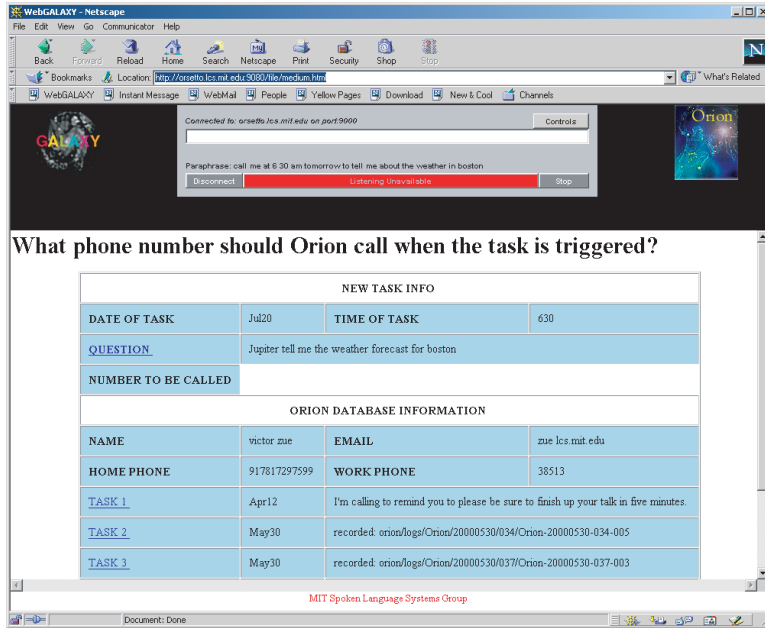 WebGALAXY - Netscape
File Edit View Go Communicator Help
Back Forward Reload Home Search Netscape Print Security Shop Stop
My
N
Bookmarks Location: http://orsetto.lcs.mit.edu:9080/file/medium.htm What's Related
WebGALAXY Instant Message WebMail People Yellow Pages Download New & Cool Channels
GALAXY
Connected to: orsetto.lcs.mit.edu on port:9000 Controls
Orion
Paraphrase: call me at 6 30 am tomorrow to tell me about the weather in boston
Disconnect Listening Unavailable Stop
What phone number should Orion call when the task is triggered?
NEW TASK INFO
DATE OF TASK Jul20 TIME OF TASK 630
QUESTION Jupiter tell me the weather forecast for boston
NUMBER TO BE CALLED
ORION DATABASE INFORMATION
NAME victor zue EMAIL zue lcs.mit.edu
HOME PHONE 917817297599 WORK PHONE 38513
TASK 1 Apr12 I'm calling to remind you to please be sure to finish up your talk in five minutes.
TASK 2 May30 recorded: orion/logs/Orion/20000530/034/Orion-20000530-034-005
TASK 3 May30 recorded: orion/logs/Orion/20000530/037/Orion-20000530-037-003
MIT Spoken Language Systems Group
Document: Done